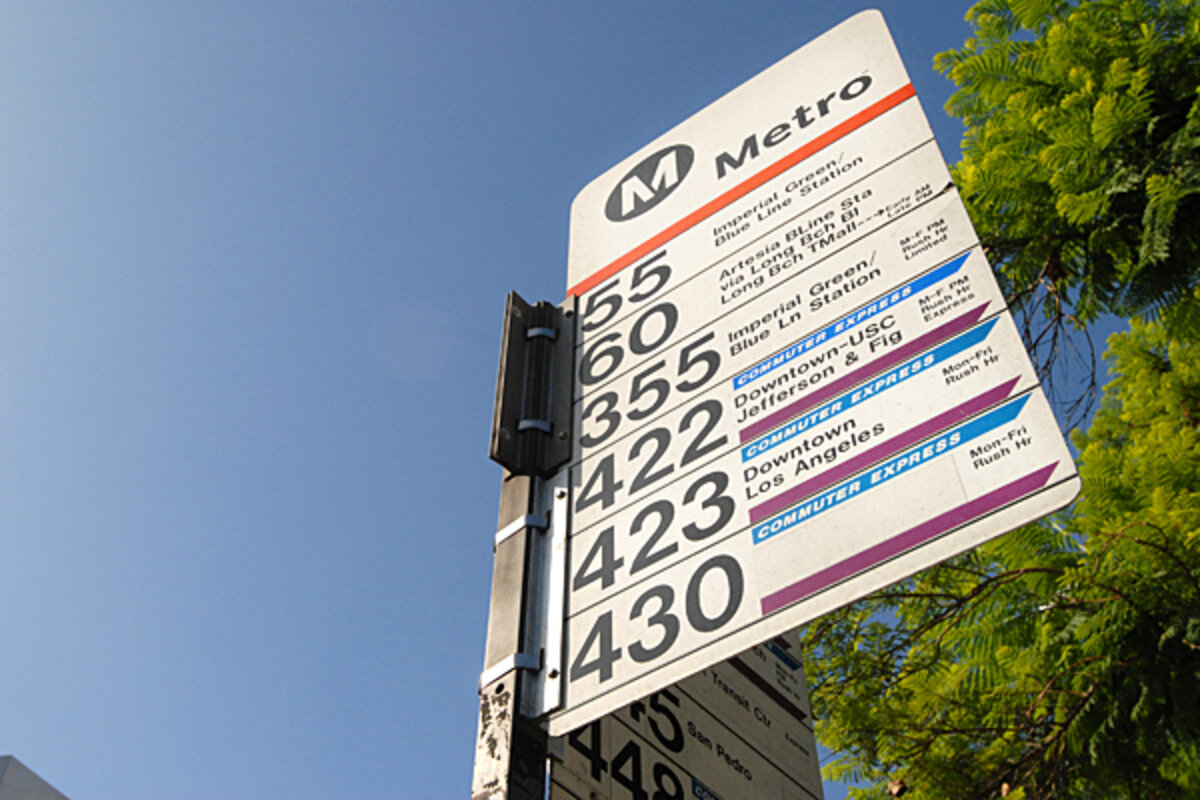 M Metro
55 Imperial Green/
Blue Line Station
60 Artesia BLine Sta
via Long Bch Bl
Long Bch TMall---→ Early AM
Late PM
355 Imperial Green/
Blue Ln Station
M-F PM
Rush Hr
Limited
422 COMMUTER EXPRESS
Downtown-USC
Jefferson & Fig
M-F PM
Rush Hr
Express
423 COMMUTER EXPRESS
Downtown
Los Angeles
Mon-Fri
Rush Hr
430 COMMUTER EXPRESS
Mon-Fri
Rush Hr
Transit Ctr
San Pedro
448